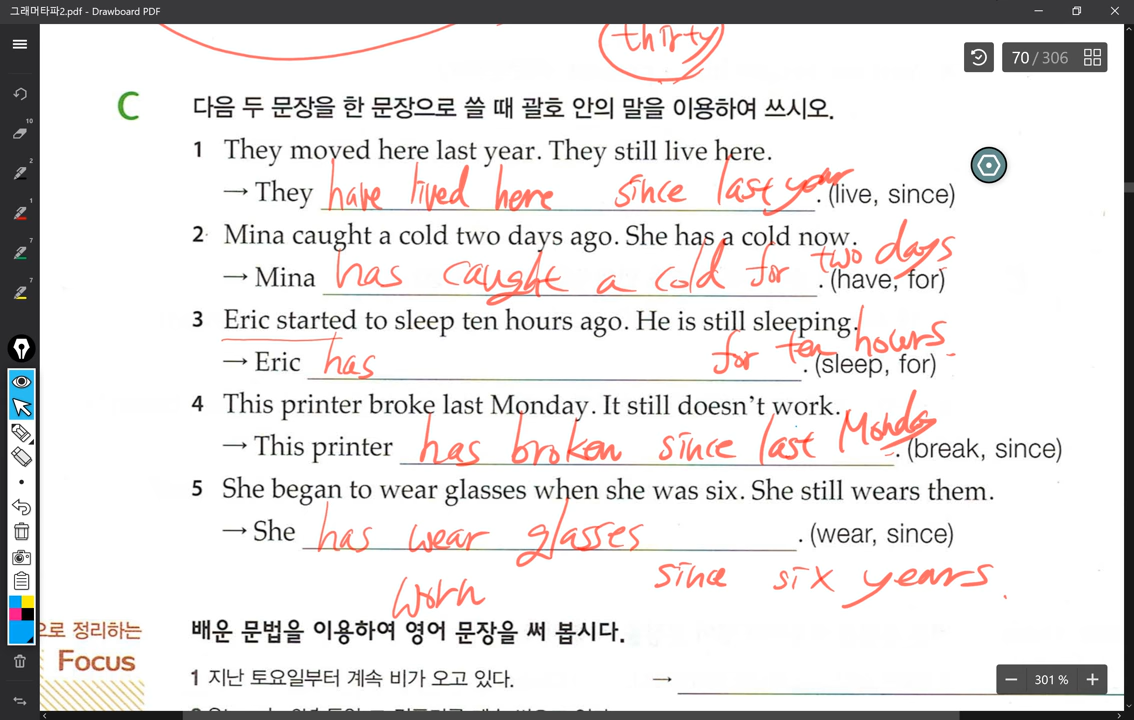 그래머타파2.pdf - Drawboard PDF
thirty
70 / 306
C 다음 두 문장을 한 문장으로 쓸 때 괄호 안의 말을 이용하여 쓰시오.
1 They moved here last year. They still live here.
→ They have lived here since last year. (live, since)
2 Mina caught a cold two days ago. She has a cold now.
→ Mina has caught a cold for two days. (have, for)
3 Eric started to sleep ten hours ago. He is still sleeping.
→ Eric has for ten hours. (sleep, for)
4 This printer broke last Monday. It still doesn't work.
→ This printer has broken since last Monday. (break, since)
5 She began to wear glasses when she was six. She still wears them.
→ She has wear glasses . (wear, since)
worn since six years.
으로 정리하는
Focus
배운 문법을 이용하여 영어 문장을 써 봅시다.
1 지난 토요일부터 계속 비가 오고 있다. →
301 %
10
2
1
7
7